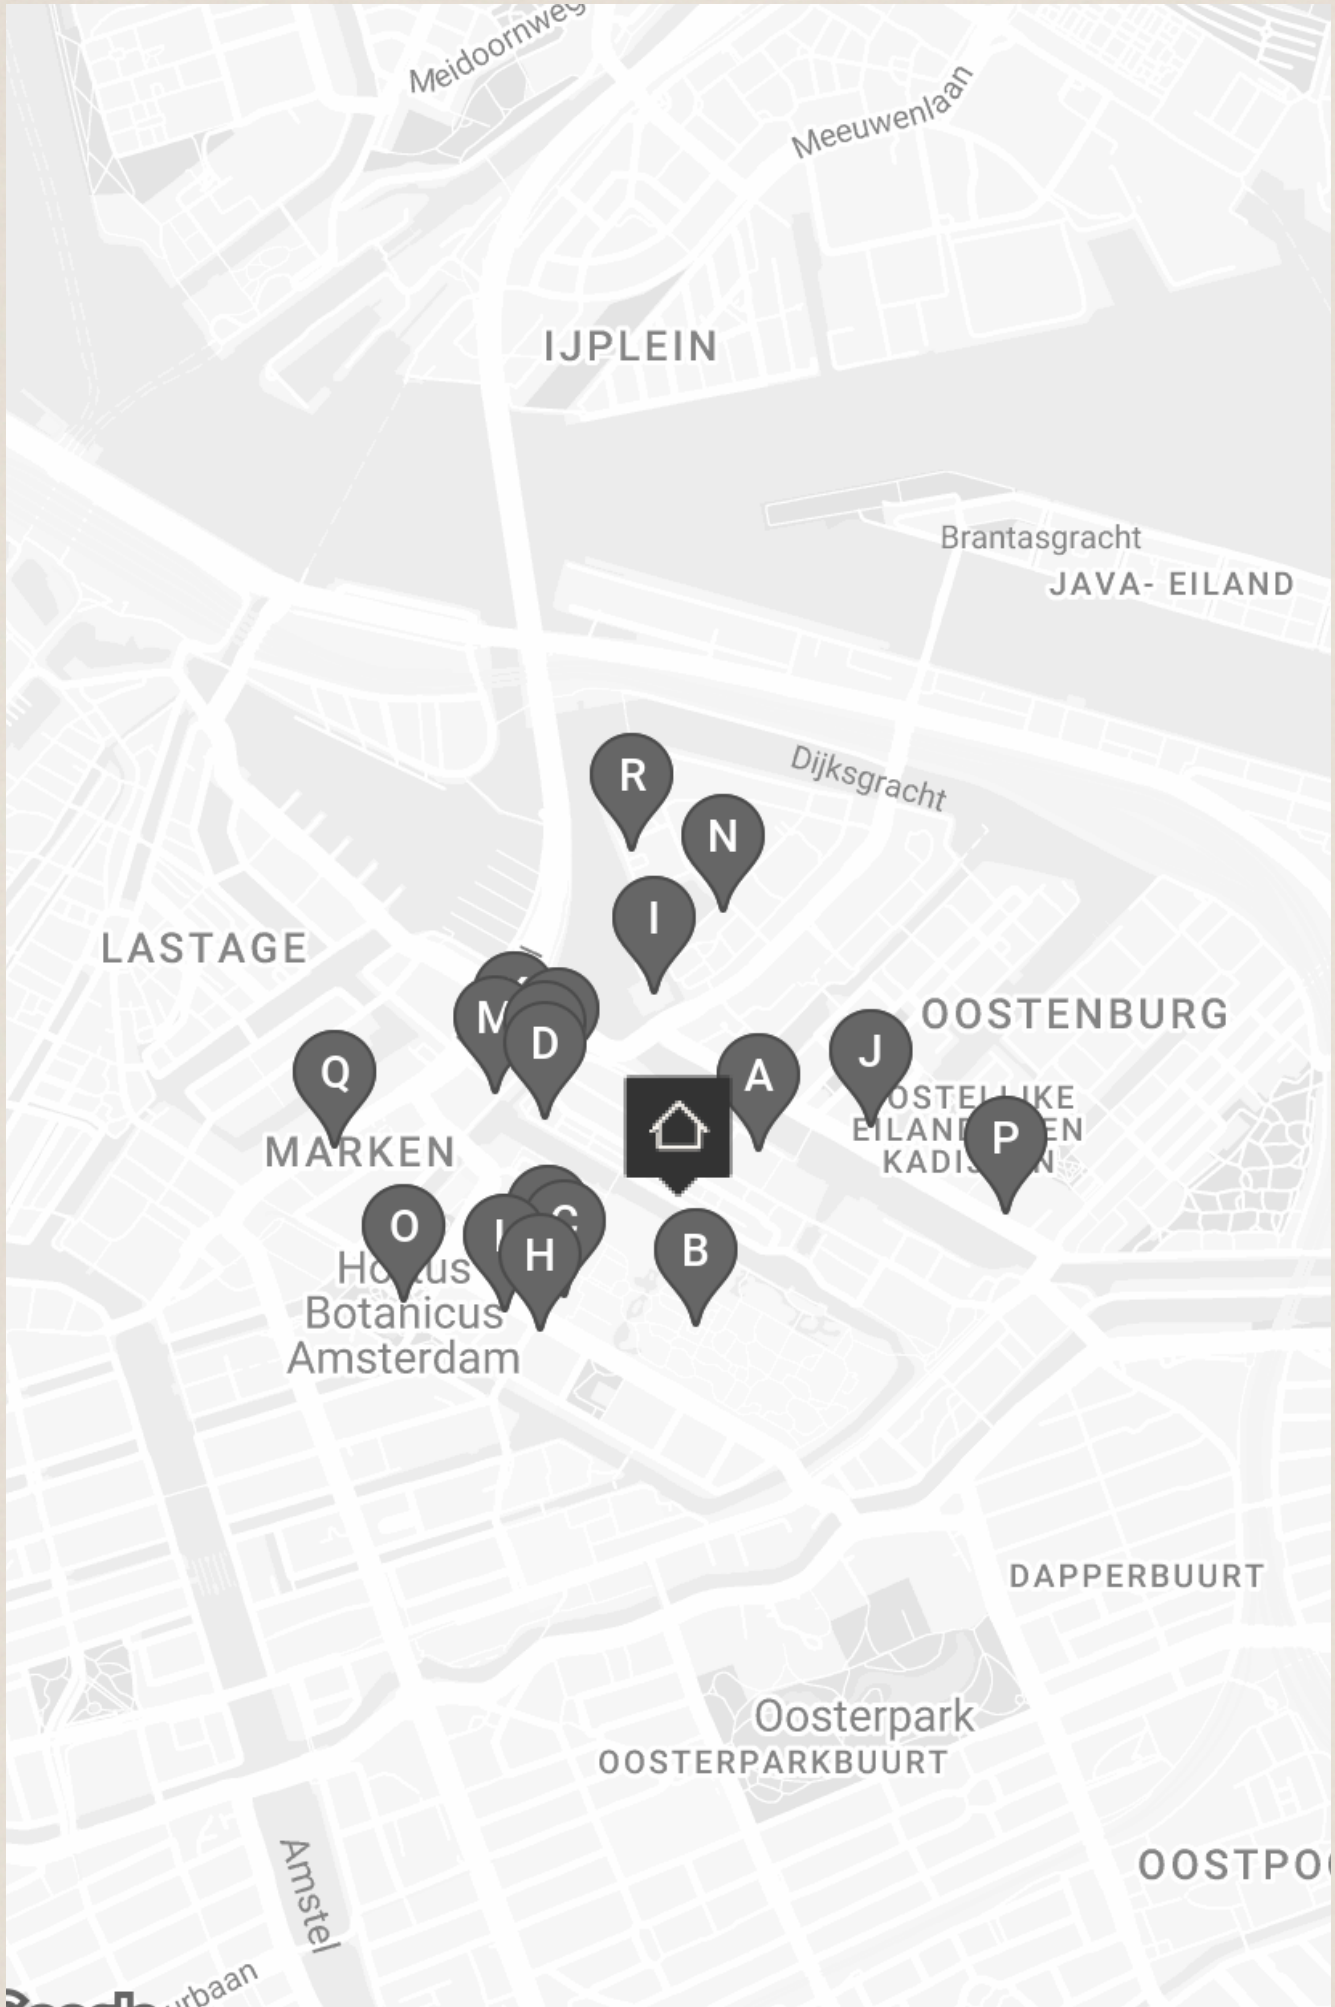 Meidoornweg
Meeuwenlaan
IJPLEIN
Brantasgracht
JAVA- EILAND
R
Dijksgracht
N
I
LASTAGE
M
D
OOSTENBURG
J
Q
A
P
MARKEN
O
H
B
Botanicus
Amsterdam
DAPPERBUURT
Oosterpark
OOSTERPARKBUURT
Amstel